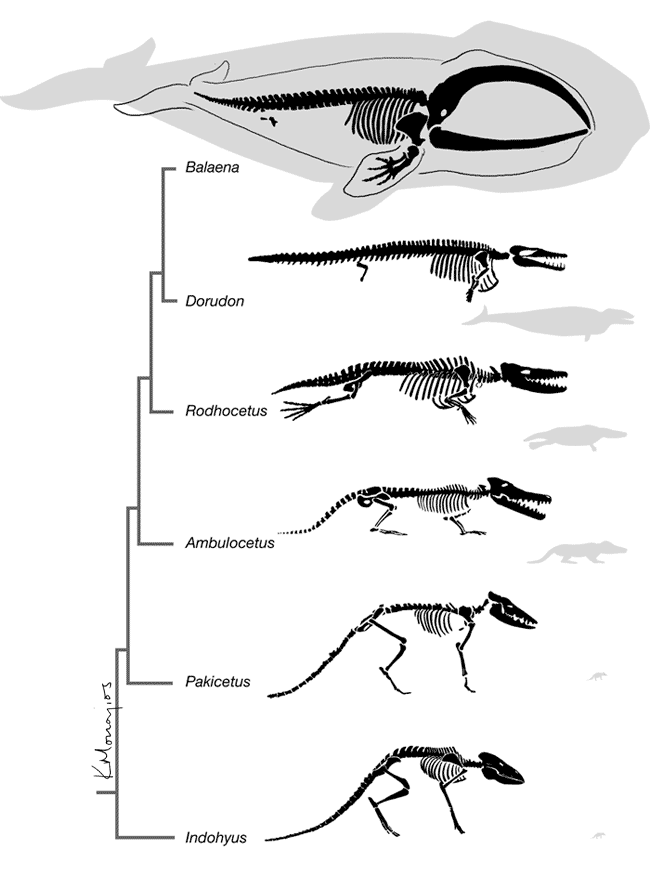 Balaena
Dorudon
Rodhocetus
Ambulocetus
Pakicetus
Indohyus